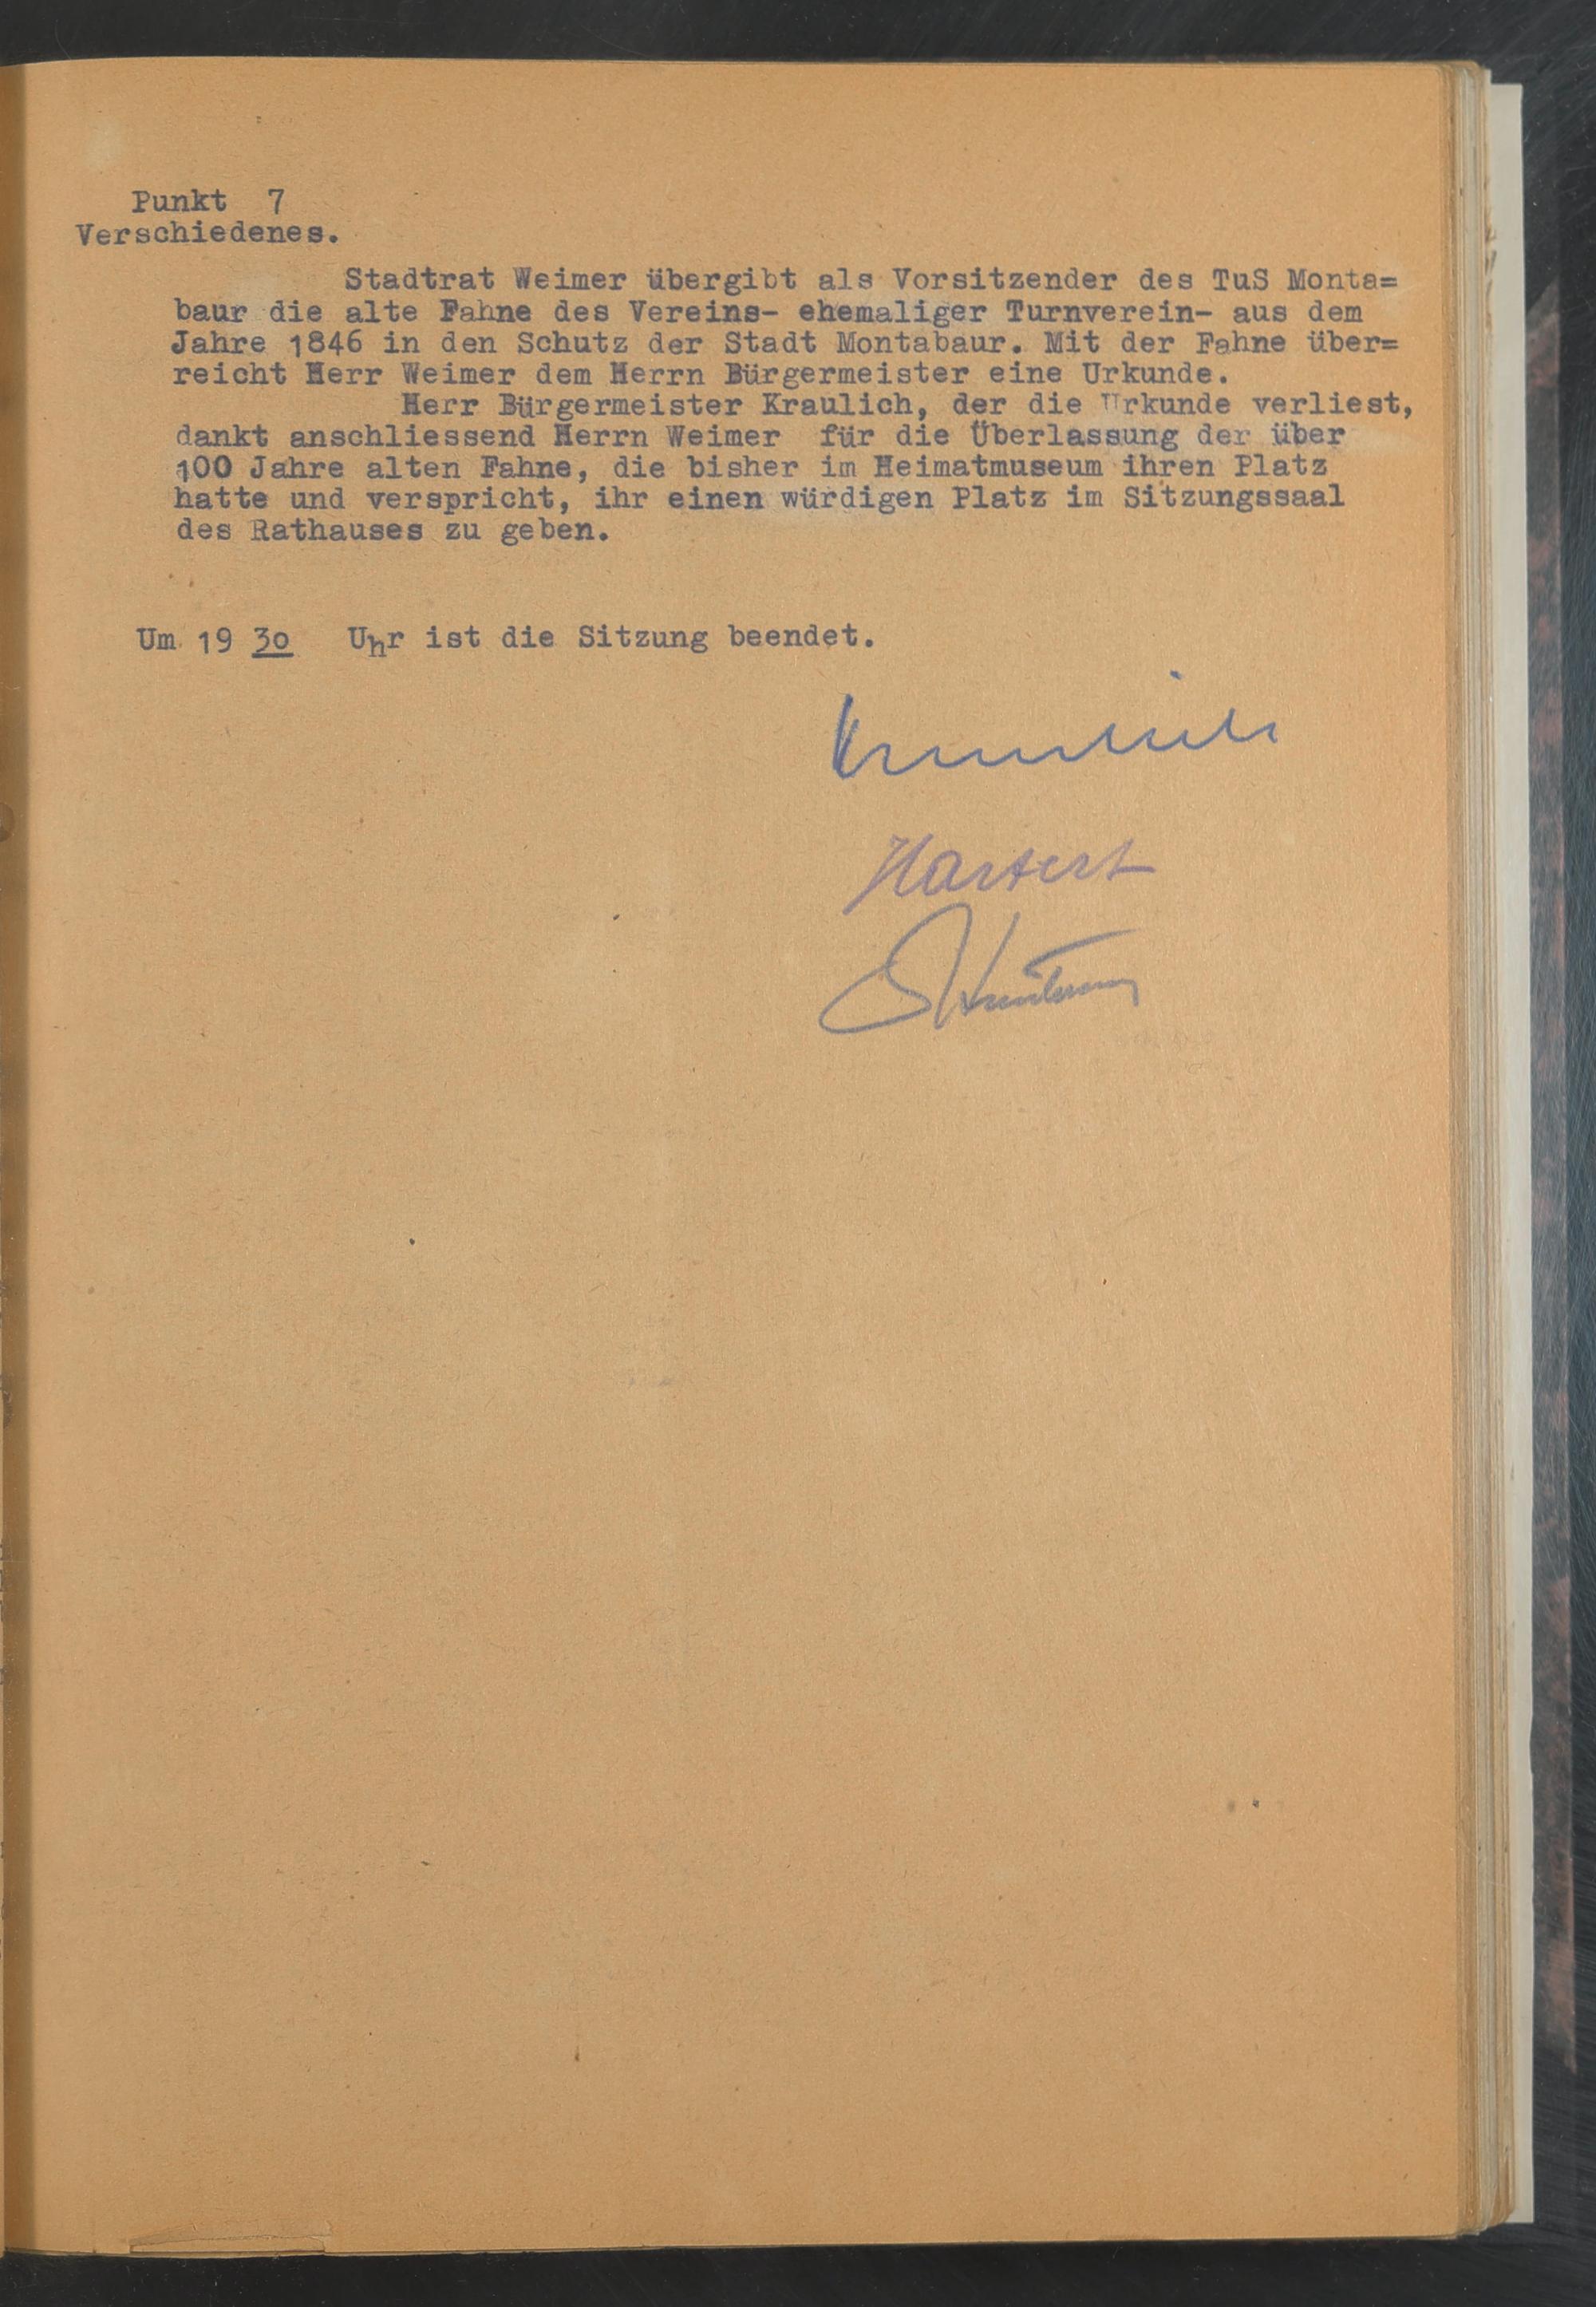 Punkt 7
Verschiedenes.
Stadtrat Weimer übergibt als Vorsitzender des TuS Monta=
baur die alte Fahne des Vereins- ehemaliger Turnverein- aus dem
Jahre 1846 in den Schutz der Stadt Montabaur. Mit der Fahne über=
reicht Herr Weimer dem Herrn Bürgermeister eine Urkunde.
Herr Bürgermeister Kraulich, der die Urkunde verliest,
dankt anschliessend Herrn Weimer für die Überlassung der über
100 Jahre alten Fahne, die bisher im Heimatmuseum ihren Platz
hatte und verspricht, ihr einen würdigen Platz im Sitzungssaal
des Rathauses zu geben.
Um 19 30 Uhr ist die Sitzung beendet.
Kraulich
Hartert